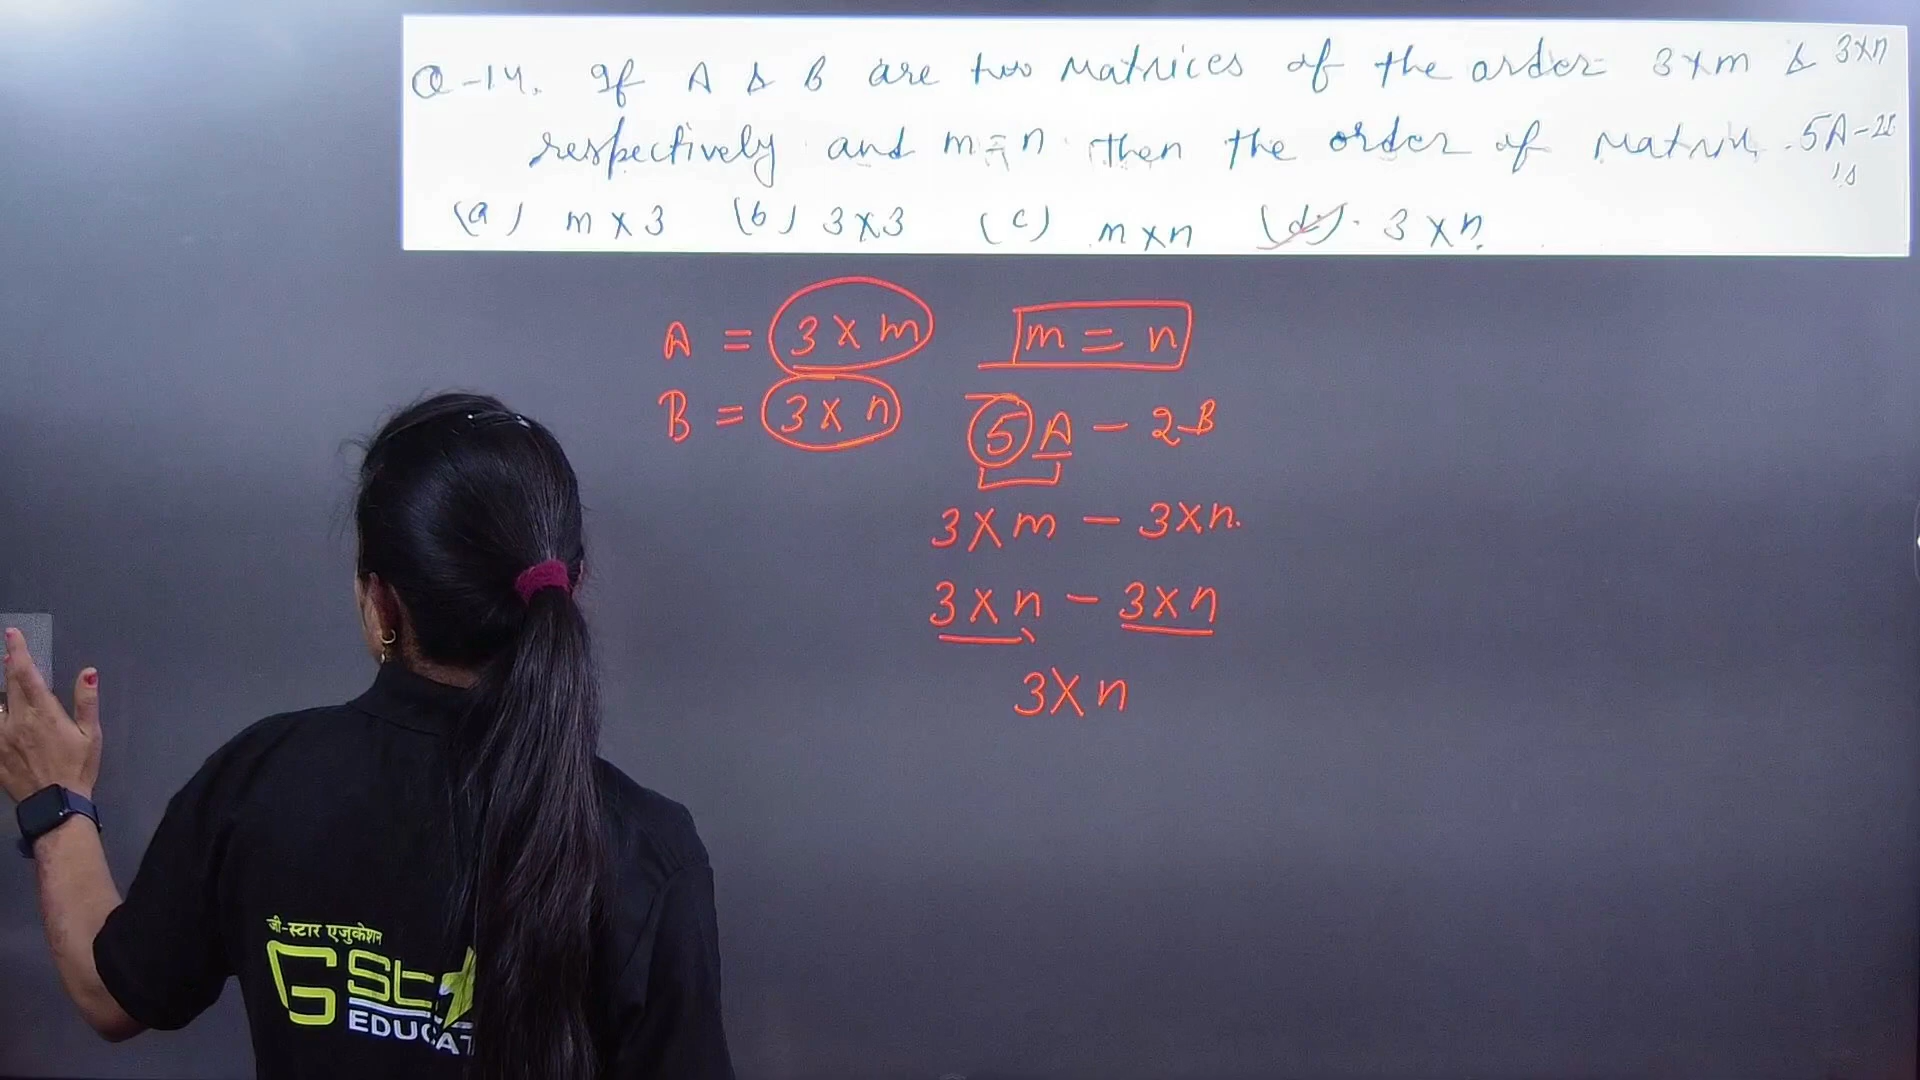 Q-14. If A & B are two Matrices of the order 3×m & 3×n
respectively and m=n then the order of Matrix 5A-2B
is
(a) m×3 (b) 3×3 (c) m×n (d) 3×n
A = 3×m m = n
B = 3×n 5A - 2B
3×m - 3×n.
3×n - 3×n
3×n
जी-स्टार एजुकेशन
GSt
EDUCAT